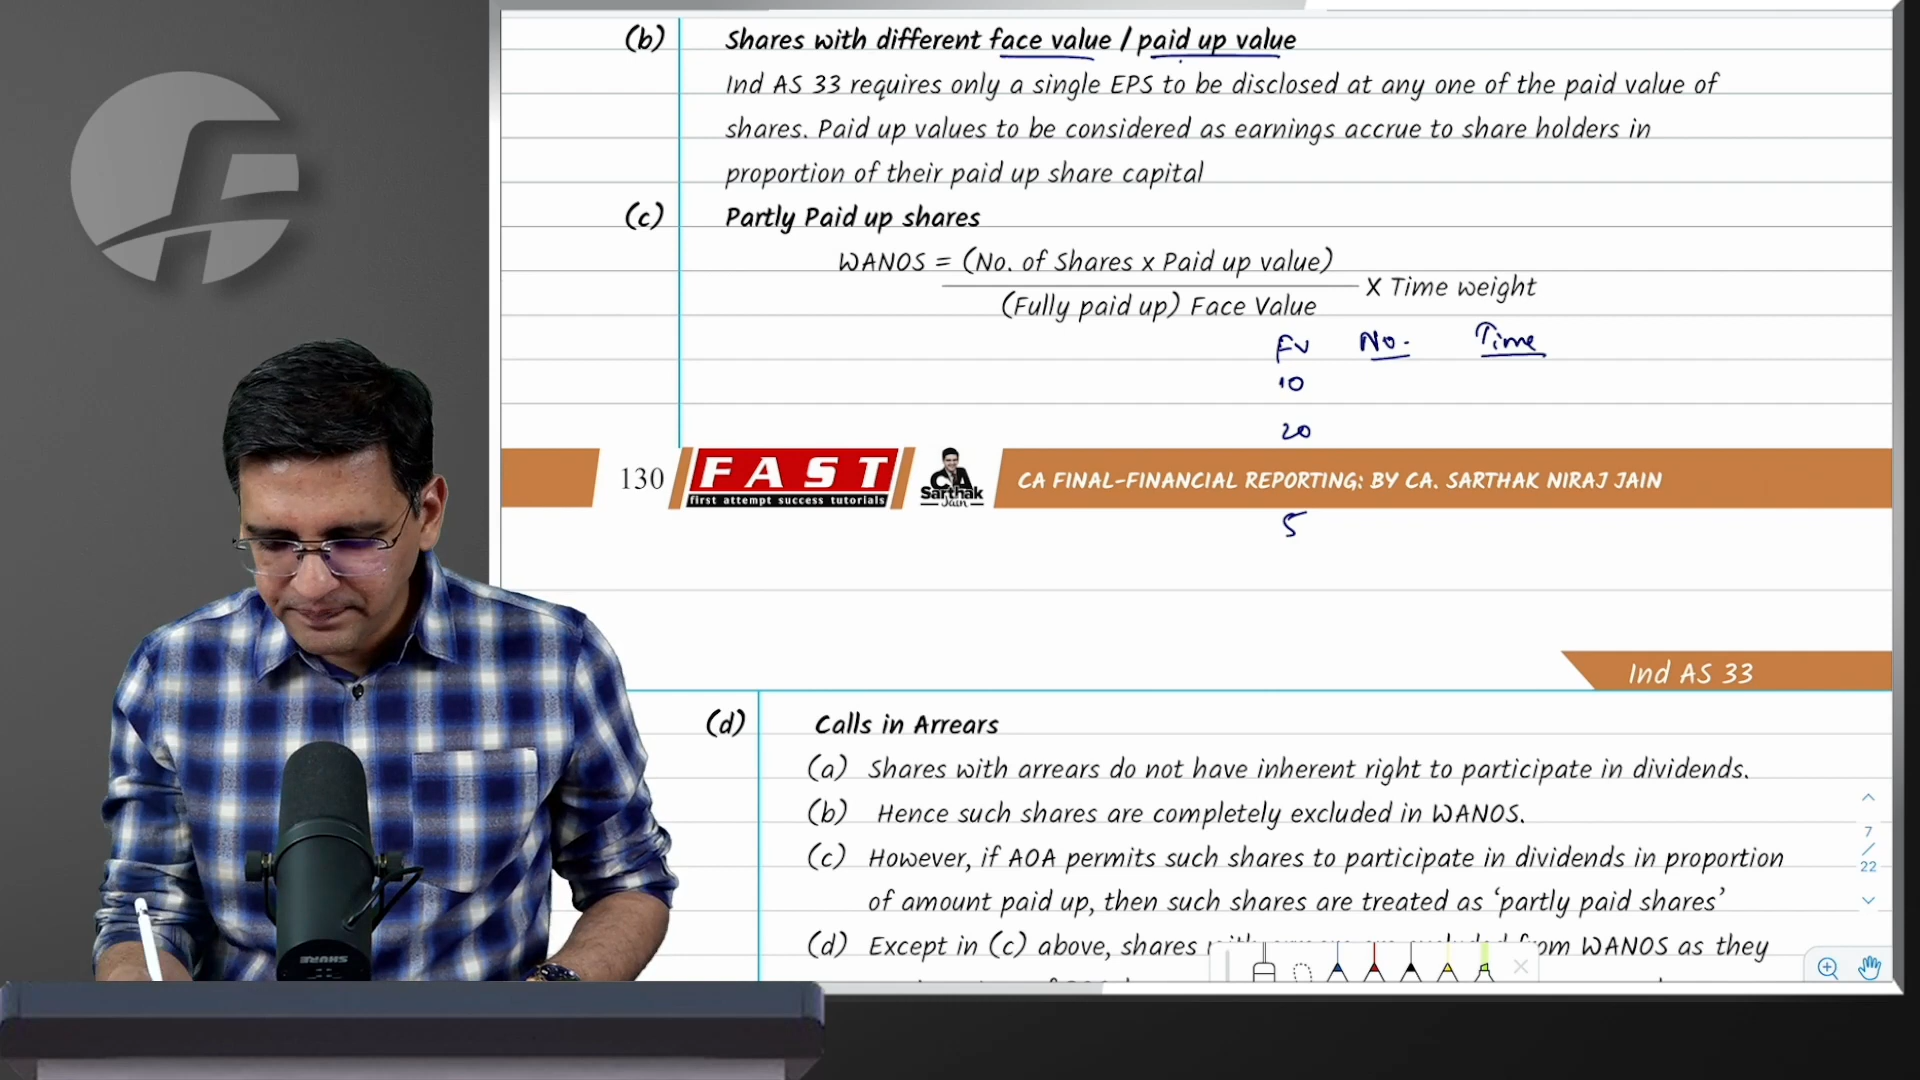 (b) Shares with different face value / paid up value
Ind AS 33 requires only a single EPS to be disclosed at any one of the paid value of
shares. Paid up values to be considered as earnings accrue to share holders in
proportion of their paid up share capital
(c) Partly Paid up shares
WANOS = (No. of Shares x Paid up value)
X Time weight
(Fully paid up) Face Value
FV No. Time
10
20
130 FAST
first attempt success tutorials
CA
Sarthak
Jain
CA FINAL-FINANCIAL REPORTING: BY CA. SARTHAK NIRAJ JAIN
5
Ind AS 33
(d) Calls in Arrears
(a) Shares with arrears do not have inherent right to participate in dividends.
(b) Hence such shares are completely excluded in WANOS.
(c) However, if AOA permits such shares to participate in dividends in proportion
of amount paid up, then such shares are treated as 'partly paid shares'
(d) Except in (c) above, shares from WANOS as they
7
/
22
SHURE